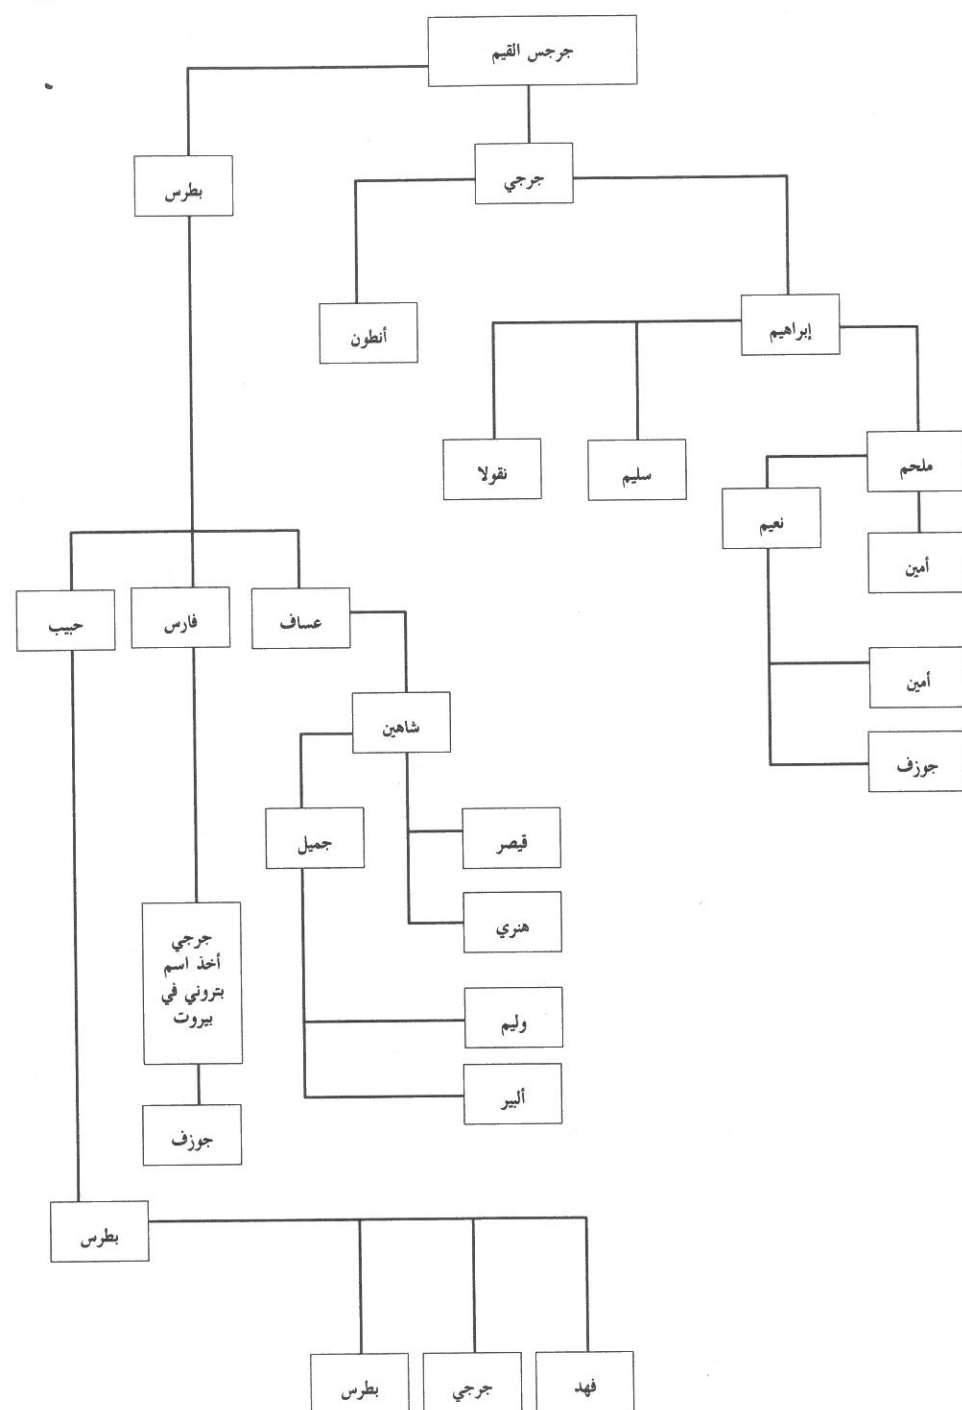 جرجس القيم
جرجي
بطرس
إبراهيم
أنطون
ملحم
سليم
نقولا
نعيم
أمين
عساف
فارس
حبيب
أمين
شاهين
جوزف
قيصر
جميل
هنري
جرجي
أخذ اسم
بتروني في
بيروت
وليم
ألبير
جوزف
بطرس
فهد
جرجي
بطرس